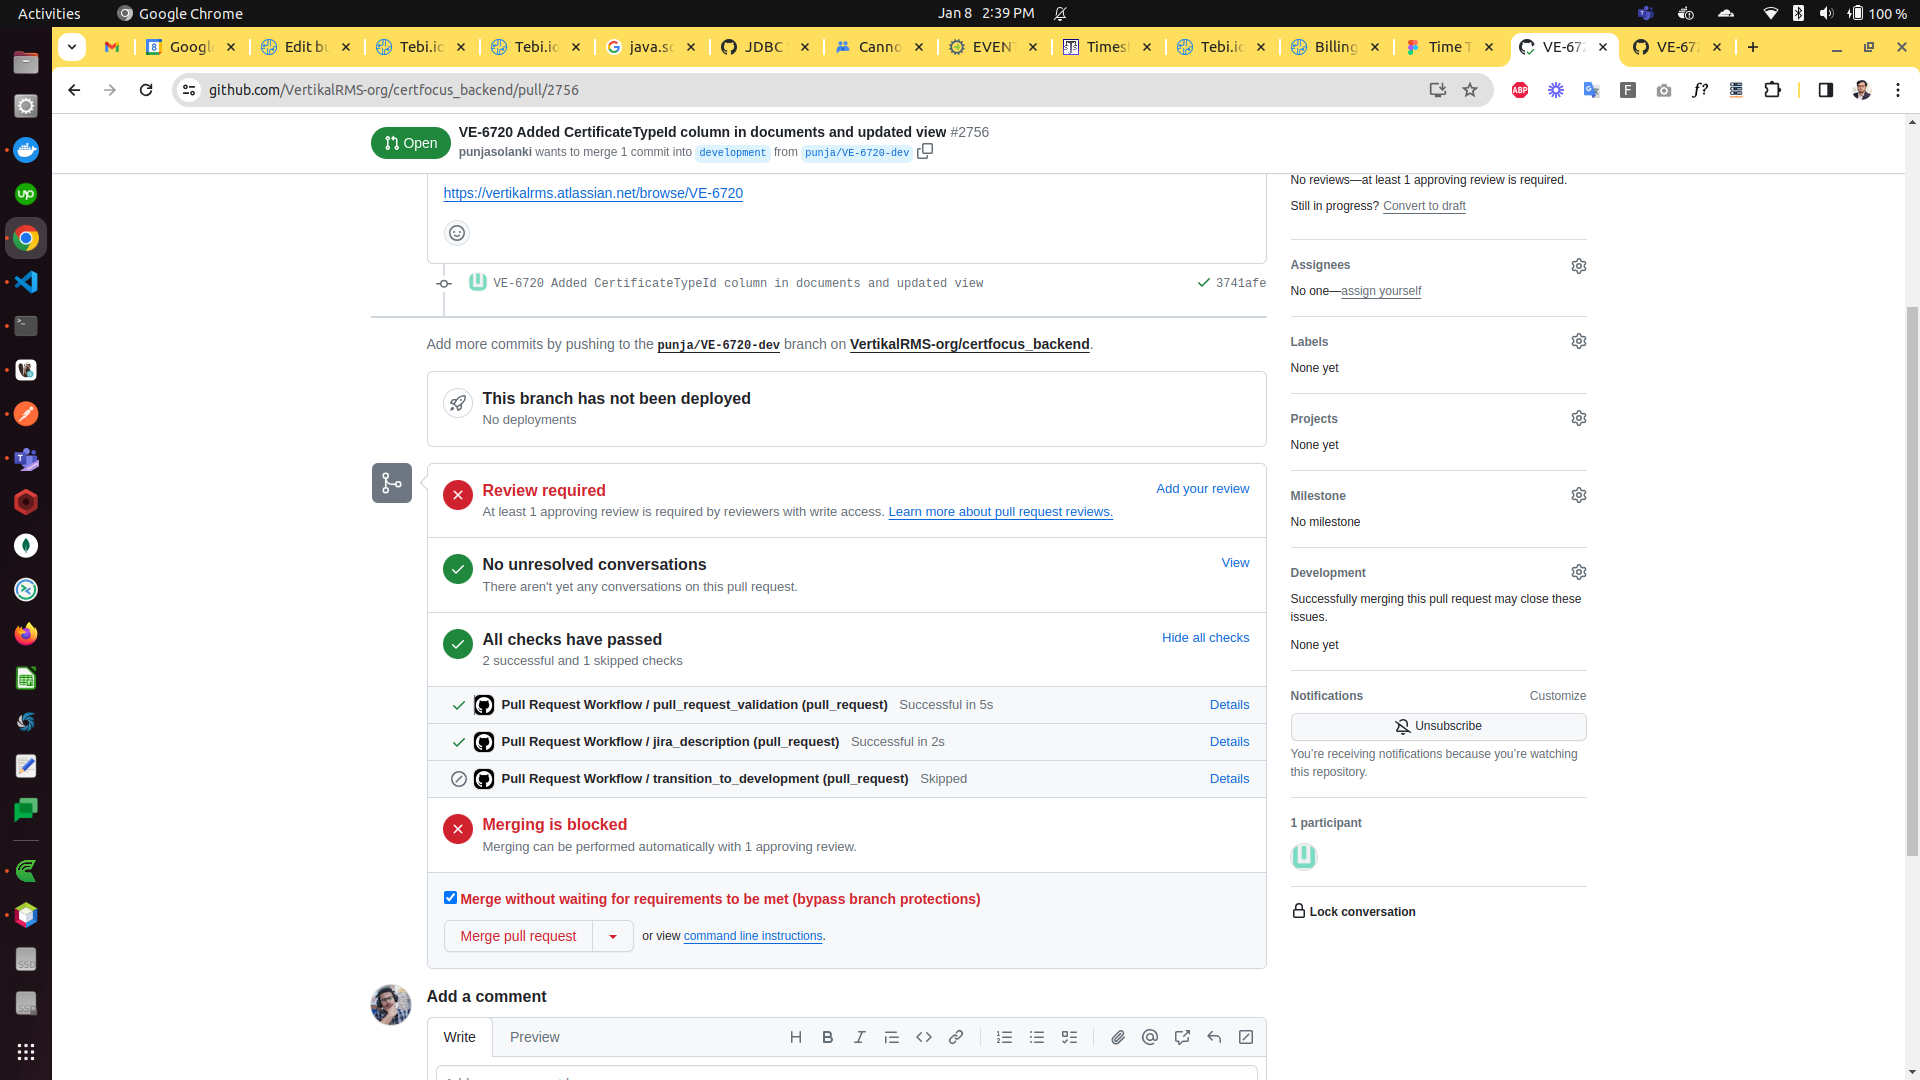 Activities
Google Chrome
Jan 8 2:39 PM
100 %
Googl
Edit bu
Tebi.io
Tebi.io
java.sc
JDBC
Canno
EVENT
Times
Tebi.io
Billing
Time T
VE-672
VE-672
github.com/VertikalRMS-org/certfocus_backend/pull/2756
ABP
Open
VE-6720 Added CertificateTypeId column in documents and updated view #2756
punjasolanki wants to merge 1 commit into development from punja/VE-6720-dev
https://vertikalrms.atlassian.net/browse/VE-6720
VE-6720 Added CertificateTypeId column in documents and updated view
3741afe
Add more commits by pushing to the punja/VE-6720-dev branch on VertikalRMS-org/certfocus_backend.
This branch has not been deployed
No deployments
Review required
Add your review
At least 1 approving review is required by reviewers with write access. Learn more about pull request reviews.
No unresolved conversations
View
There aren't yet any conversations on this pull request.
All checks have passed
Hide all checks
2 successful and 1 skipped checks
Pull Request Workflow / pull_request_validation (pull_request) Successful in 5s
Details
Pull Request Workflow / jira_description (pull_request) Successful in 2s
Details
Pull Request Workflow / transition_to_development (pull_request) Skipped
Details
Merging is blocked
Merging can be performed automatically with 1 approving review.
Merge without waiting for requirements to be met (bypass branch protections)
Merge pull request
or view command line instructions.
Add a comment
Write
Preview
No reviews—at least 1 approving review is required.
Still in progress? Convert to draft
Assignees
No one—assign yourself
Labels
None yet
Projects
None yet
Milestone
No milestone
Development
Successfully merging this pull request may close these
issues.
None yet
Notifications
Customize
Unsubscribe
You're receiving notifications because you're watching
this repository.
1 participant
Lock conversation